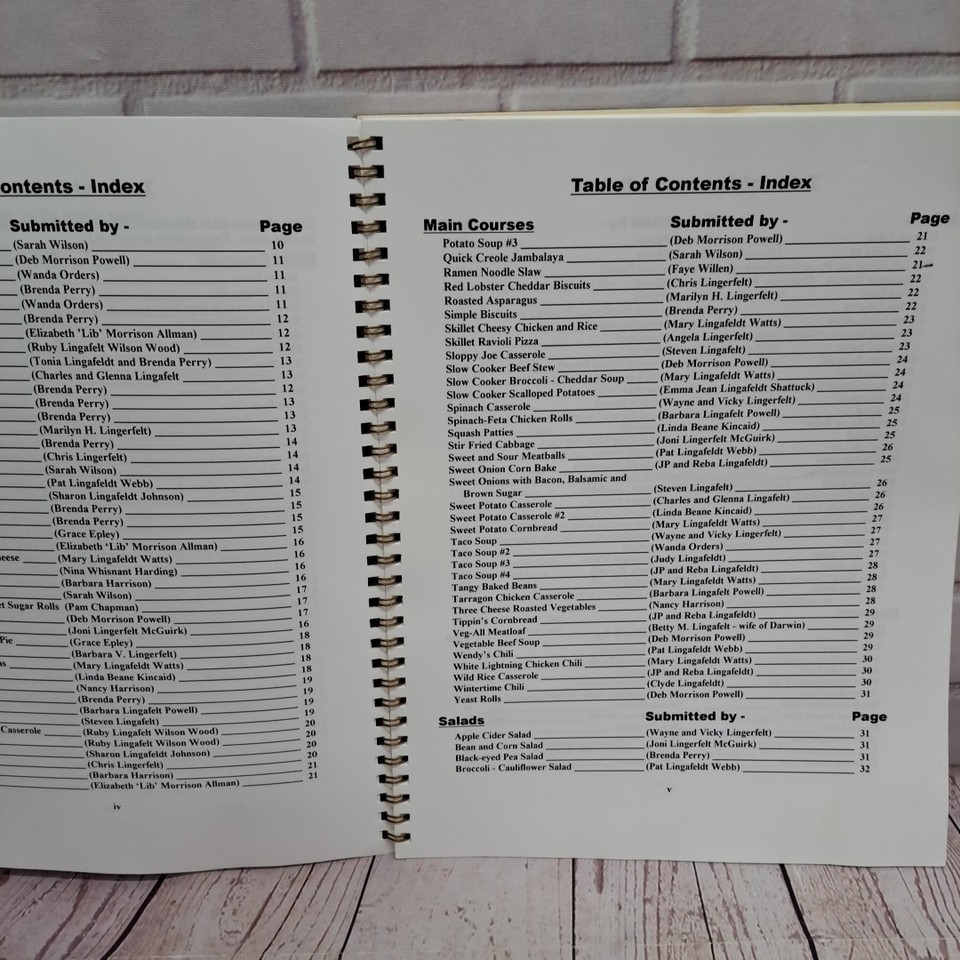 ontents - Index
Submitted by - Page
(Sarah Wilson) 10
(Deb Morrison Powell) 11
(Wanda Orders) 11
(Brenda Perry) 11
(Wanda Orders) 11
(Brenda Perry) 12
(Elizabeth 'Lib' Morrison Allman) 12
(Ruby Lingafelt Wilson Wood) 12
(Tonia Lingafeldt and Brenda Perry) 13
(Charles and Glenna Lingafelt 13
(Brenda Perry) 12
(Brenda Perry) 13
(Brenda Perry) 13
(Marilyn H. Lingerfelt) 13
(Brenda Perry) 14
(Chris Lingerfelt) 14
(Sarah Wilson) 14
(Pat Lingafeldt Webb) 14
(Sharon Lingafeldt Johnson) 15
(Brenda Perry) 15
(Brenda Perry) 15
(Grace Epley) 15
(Elizabeth 'Lib' Morrison Allman) 16
eese (Mary Lingafeldt Watts) 16
(Nina Whisnant Harding) 16
(Barbara Harrison) 16
(Sarah Wilson) 17
t Sugar Rolls (Pam Chapman) 17
(Deb Morrison Powell) 17
(Joni Lingerfelt McGuirk) 16
Pie (Grace Epley) 18
(Barbara V. Lingerfelt) 18
s (Mary Lingafeldt Watts) 18
(Linda Beane Kincaid) 18
(Nancy Harrison) 19
(Brenda Perry) 19
(Barbara Lingafelt Powell) 19
(Steven Lingafelt) 19
Casserole (Ruby Lingafelt Wilson Wood) 20
(Ruby Lingafelt Wilson Wood) 20
(Sharon Lingafeldt Johnson) 20
(Chris Lingerfelt) 20
(Barbara Harrison) 21
(Elizabeth 'Lib' Morrison Allman) 21
iv
Table of Contents - Index
Main Courses Submitted by - Page
Potato Soup #3 (Deb Morrison Powell) 21
Quick Creole Jambalaya (Sarah Wilson) 22
Ramen Noodle Slaw (Faye Willen) 21
Red Lobster Cheddar Biscuits (Chris Lingerfelt) 22
Roasted Asparagus (Marilyn H. Lingerfelt) 22
Simple Biscuits (Brenda Perry) 22
Skillet Cheesy Chicken and Rice (Mary Lingafeldt Watts) 23
Skillet Ravioli Pizza (Angela Lingerfelt) 23
Sloppy Joe Casserole (Steven Lingafelt) 23
Slow Cooker Beef Stew (Deb Morrison Powell) 24
Slow Cooker Broccoli - Cheddar Soup (Mary Lingafeldt Watts) 24
Slow Cooker Scalloped Potatoes (Emma Jean Lingafeldt Shattuck) 24
Spinach Casserole (Wayne and Vicky Lingerfelt) 24
Spinach-Feta Chicken Rolls (Barbara Lingafelt Powell) 25
Squash Patties (Linda Beane Kincaid) 25
Stir Fried Cabbage (Joni Lingerfelt McGuirk) 25
Sweet and Sour Meatballs (Pat Lingafeldt Webb) 26
Sweet Onion Corn Bake (JP and Reba Lingafeldt) 25
Sweet Onions with Bacon, Balsamic and
Brown Sugar (Steven Lingafelt) 26
Sweet Potato Casserole (Charles and Glenna Lingafelt) 26
Sweet Potato Casserole #2 (Linda Beane Kincaid) 26
Sweet Potato Cornbread (Mary Lingafeldt Watts) 27
Taco Soup (Wayne and Vicky Lingerfelt) 27
Taco Soup #2 (Wanda Orders) 27
Taco Soup #3 (Judy Lingafeldt) 27
Taco Soup #4 (JP and Reba Lingafeldt) 28
Tangy Baked Beans (Mary Lingafeldt Watts) 28
Tarragon Chicken Casserole (Barbara Lingafelt Powell) 28
Three Cheese Roasted Vegetables (Nancy Harrison) 28
Tippin's Cornbread (JP and Reba Lingafeldt) 29
Veg-All Meatloaf (Betty M. Lingafelt - wife of Darwin) 29
Vegetable Beef Soup (Deb Morrison Powell) 29
Wendy's Chili (Pat Lingafeldt Webb) 29
White Lightning Chicken Chili (Mary Lingafeldt Watts) 30
Wild Rice Casserole (JP and Reba Lingafeldt) 30
Wintertime Chili (Clyde Lingafeldt) 30
Yeast Rolls (Deb Morrison Powell) 31
Salads Submitted by - Page
Apple Cider Salad (Wayne and Vicky Lingerfelt) 31
Bean and Corn Salad (Joni Lingerfelt McGuirk) 31
Black-eyed Pea Salad (Brenda Perry) 31
Broccoli - Cauliflower Salad (Pat Lingafeldt Webb) 32
v